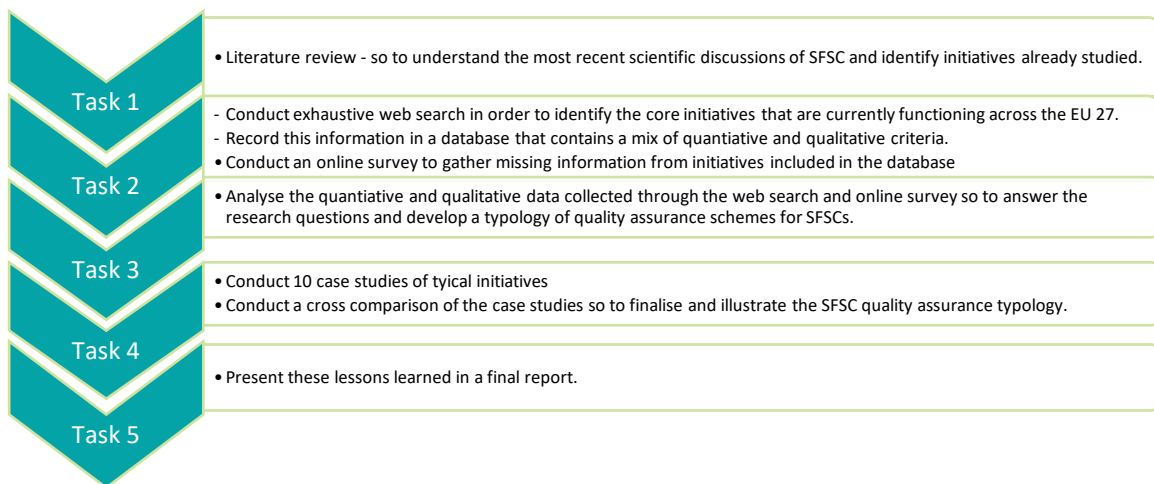 Task 1
• Literature review - so to understand the most recent scientific discussions of SFSC and identify initiatives already studied.
Task 2
- Conduct exhaustive web search in order to identify the core initiatives that are currently functioning across the EU 27.
- Record this information in a database that contains a mix of quantiative and qualitative criteria.
• Conduct an online survey to gather missing information from initiatives included in the database
Task 3
• Analyse the quantiative and qualitative data collected through the web search and online survey so to answer the
research questions and develop a typology of quality assurance schemes for SFSCs.
Task 4
• Conduct 10 case studies of tyical initiatives
• Conduct a cross comparison of the case studies so to finalise and illustrate the SFSC quality assurance typology.
Task 5
• Present these lessons learned in a final report.